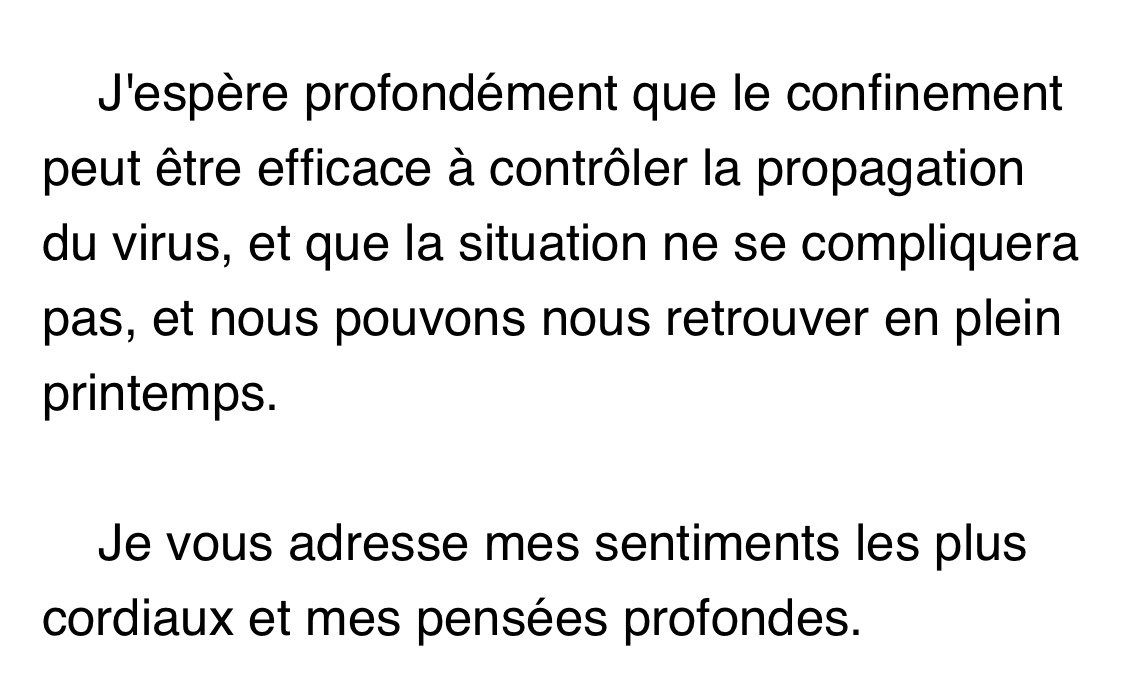 J'espère profondément que le confinement
peut être efficace à contrôler la propagation
du virus, et que la situation ne se compliquera
pas, et nous pouvons nous retrouver en plein
printemps.
Je vous adresse mes sentiments les plus
cordiaux et mes pensées profondes.